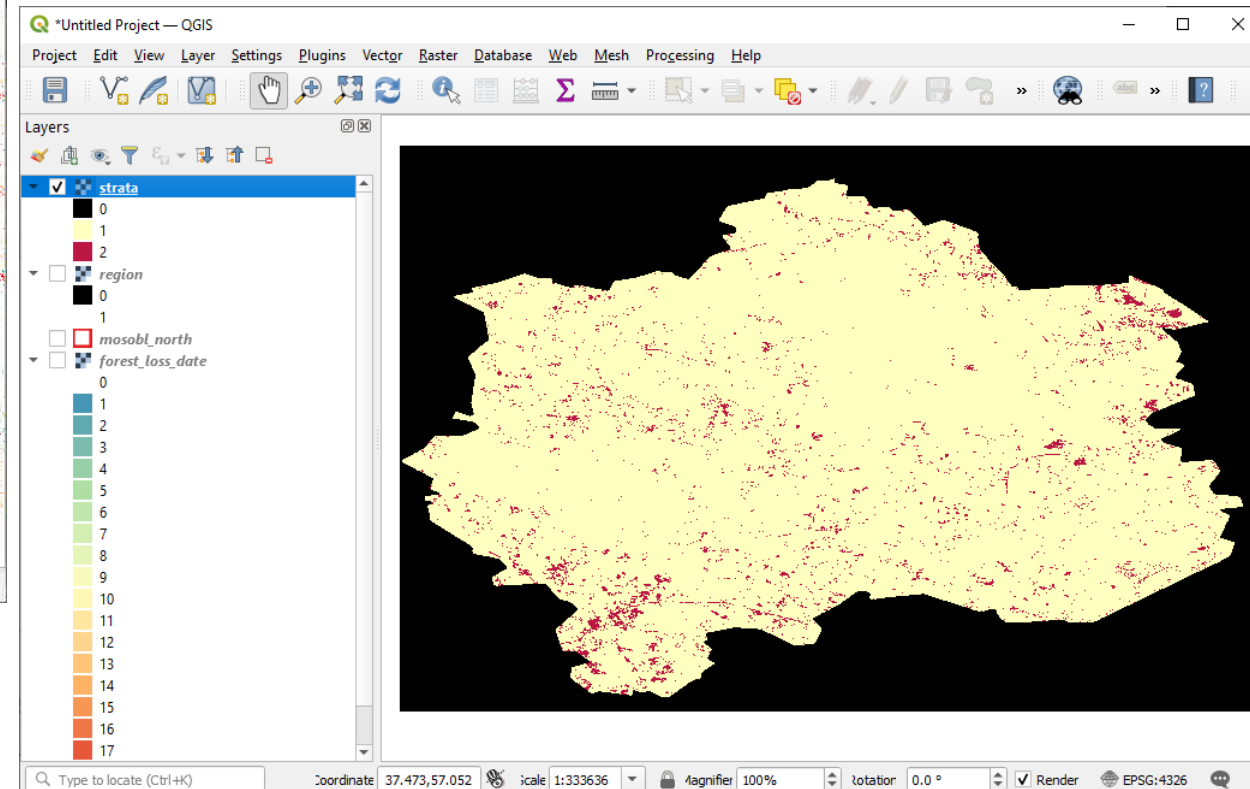 *Untitled Project — QGIS
Project Edit View Layer Settings Plugins Vector Raster Database Web Mesh Processing Help
» abc » ?
Layers
strata
0
1
2
region
0
1
mosobl_north
forest_loss_date
0
1
2
3
4
5
6
7
8
9
10
11
12
13
14
15
16
17
Type to locate (Ctrl+K) Coordinate 37.473,57.052 Scale 1:333636 Magnifier 100% Rotation 0.0 ° Render EPSG:4326